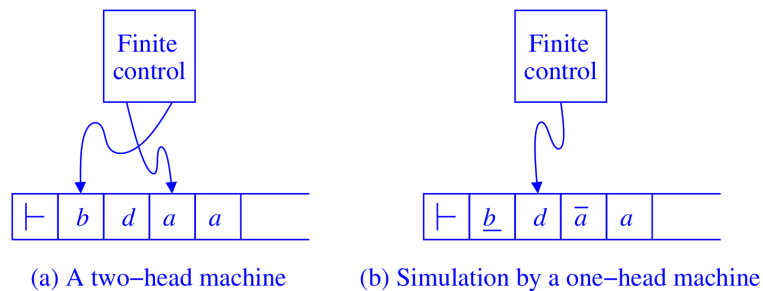 Finite
control
Finite
control
⊢ b d a a
⊢ b̲ d a̅ a
(a) A two−head machine
(b) Simulation by a one−head machine